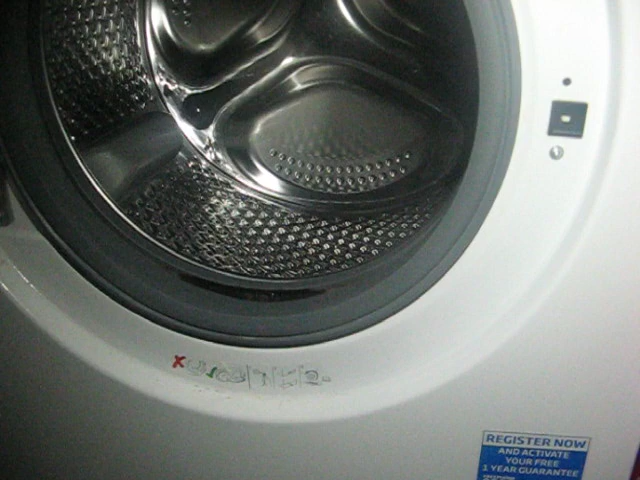 REGISTER NOW
AND ACTIVATE
YOUR FREE
1 YEAR GUARANTEE